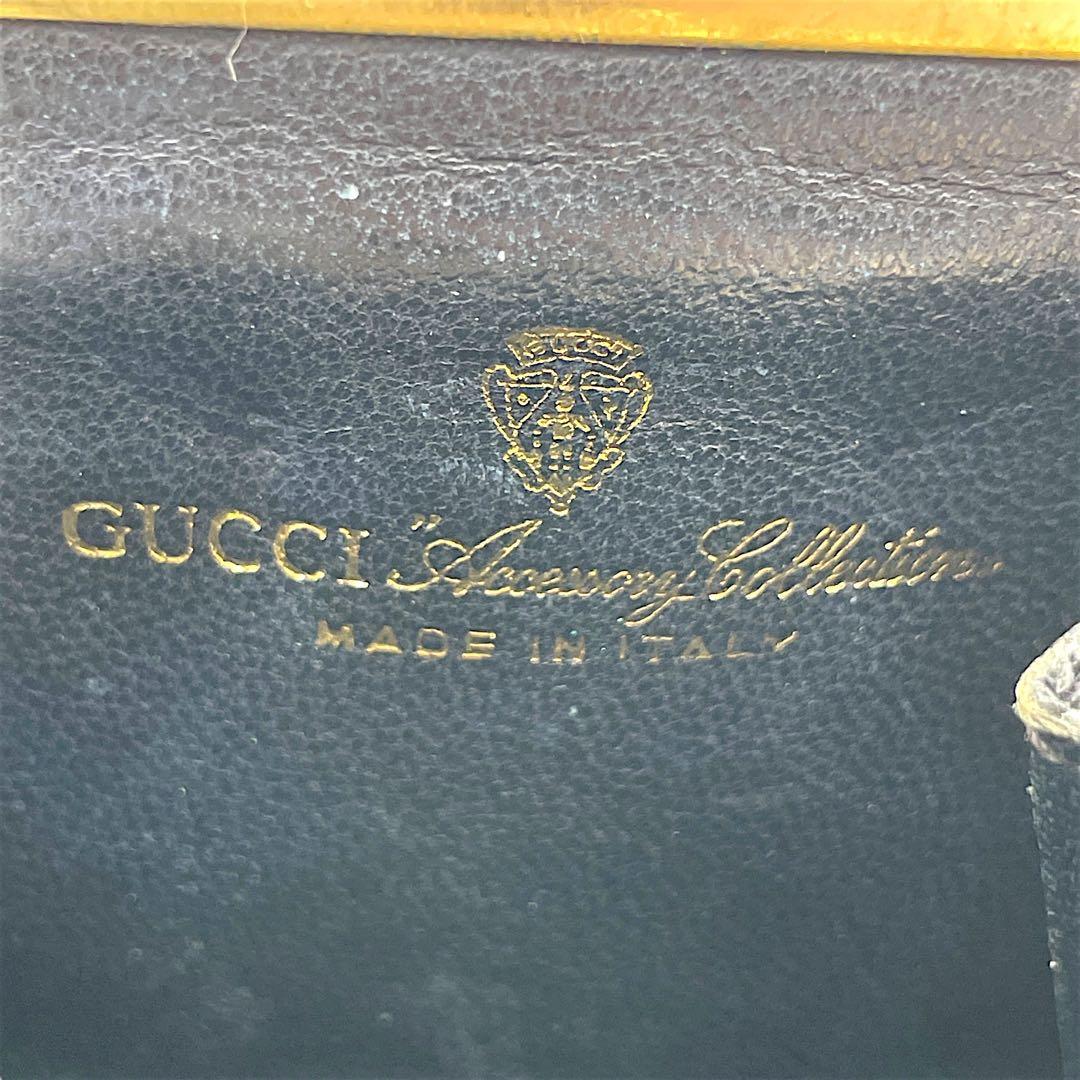 GUCCI
GUCCI "Accessory Collection"
MADE IN ITALY